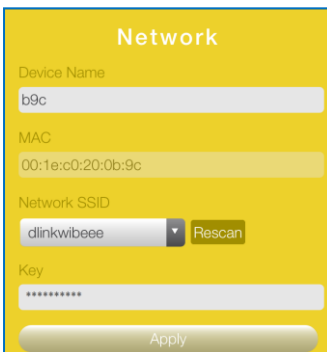 Network
Device Name
b9c
MAC
00:1e:c0:20:0b:9c
Network SSID
dlinkwibeee
Rescan
Key
**********
Apply